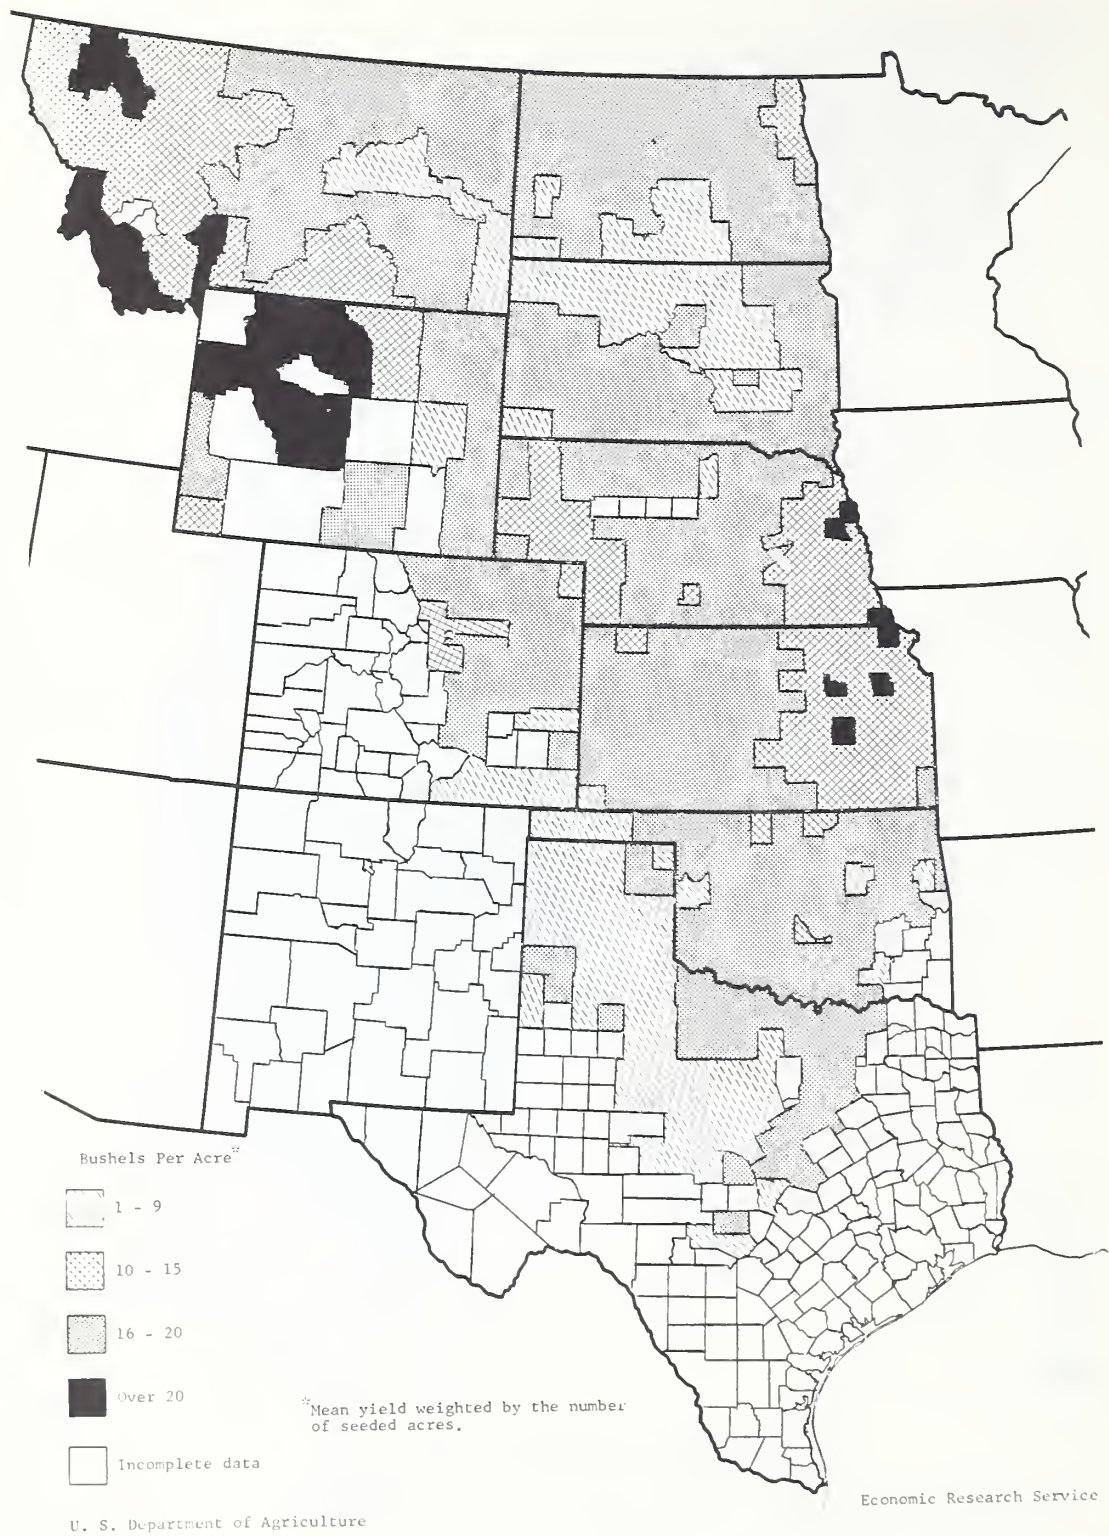 Bushels Per Acre*
1 - 9
10 - 15
16 - 20
Over 20
Incomplete data
*Mean yield weighted by the number
of seeded acres.
U. S. Department of Agriculture
Economic Research Service